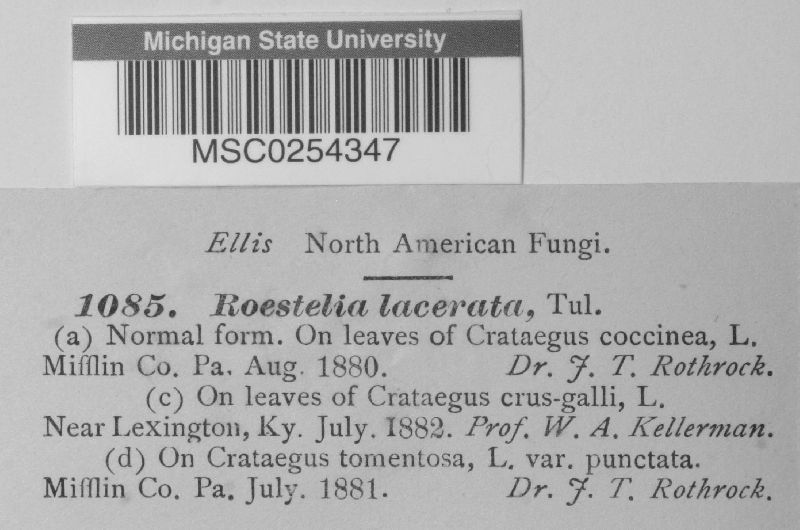 Michigan State University
MSC0254347
Ellis North American Fungi.
1085. Roestelia lacerata, Tul.
(a) Normal form. On leaves of Crataegus coccinea, L.
Mifflin Co. Pa. Aug. 1880. Dr. J. T. Rothrock.
(c) On leaves of Crataegus crus-galli, L.
Near Lexington, Ky. July. 1882. Prof. W. A. Kellerman.
(d) On Crataegus tomentosa, L. var. punctata.
Mifflin Co. Pa. July. 1881. Dr. J. T. Rothrock.